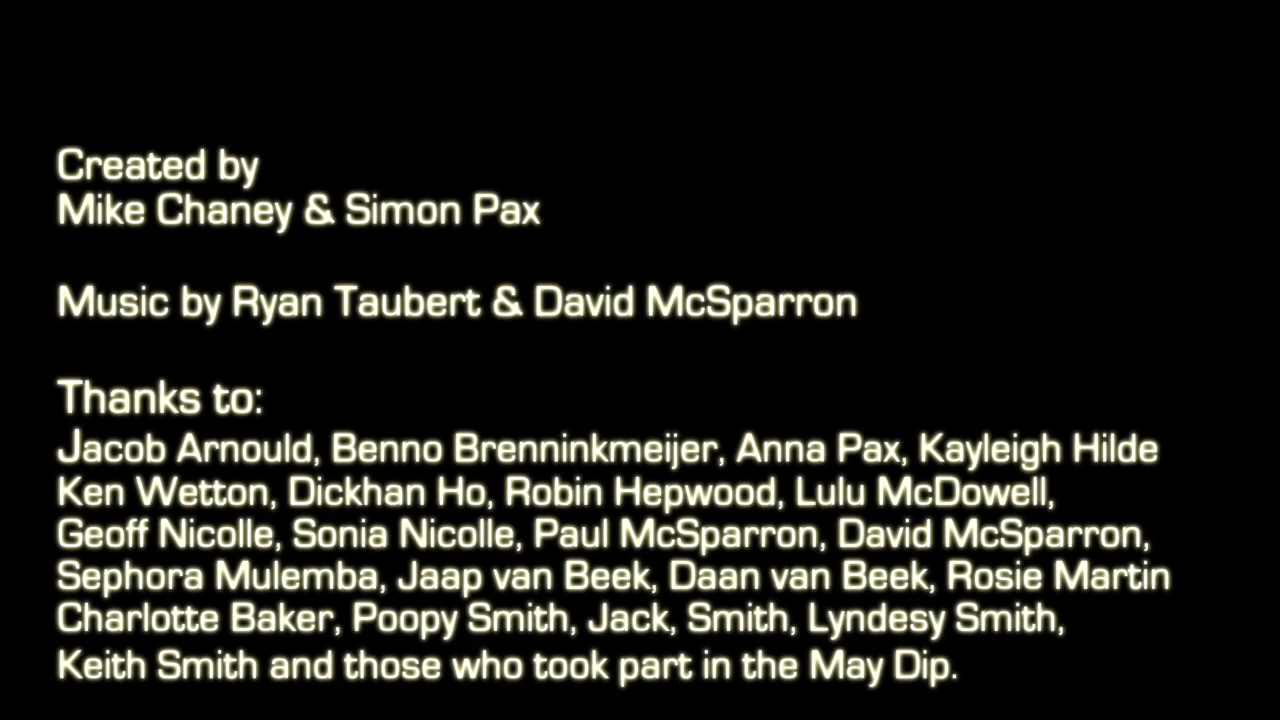 Created by
Mike Chaney & Simon Pax
Music by Ryan Taubert & David McSparron
Thanks to:
Jacob Arnould, Benno Brenninkmeijer, Anna Pax, Kayleigh Hilde
Ken Wetton, Dickhan Ho, Robin Hepwood, Lulu McDowell,
Geoff Nicolle, Sonia Nicolle, Paul McSparron, David McSparron,
Sephora Mulemba, Jaap van Beek, Daan van Beek, Rosie Martin
Charlotte Baker, Poopy Smith, Jack, Smith, Lyndesy Smith,
Keith Smith and those who took part in the May Dip.